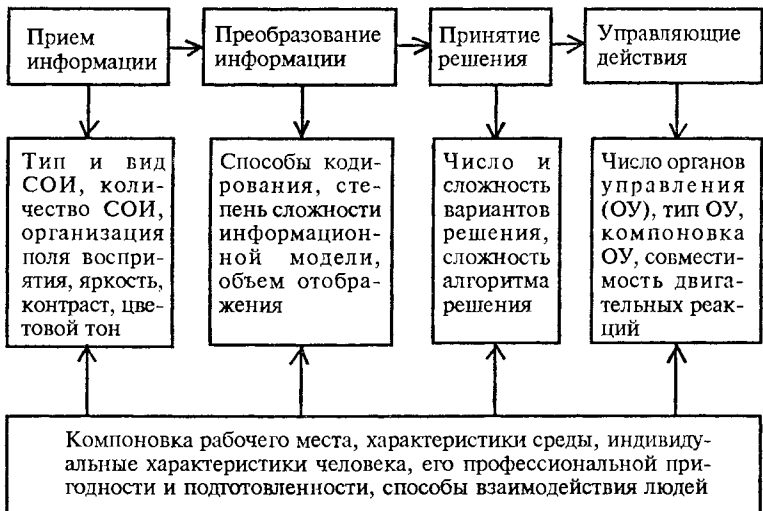 Прием
информации
Преобразование
информации
Принятие
решения
Управляющие
действия
Тип и вид
СОИ, коли-
чество СОИ,
организация
поля воспри-
ятия, яркость,
контраст, цве-
товой тон
Способы коди-
рования, сте-
пень сложности
информацион-
ной модели,
объем отобра-
жения
Число и
сложность
вариантов
решения,
сложность
алгоритма
решения
Число органов
управления
(ОУ), тип ОУ,
компоновка
ОУ, совмести-
мость двига-
тельных реак-
ций
Компоновка рабочего места, характеристики среды, индивиду-
альные характеристики человека, его профессиональной при-
годности и подготовленности, способы взаимодействия людей